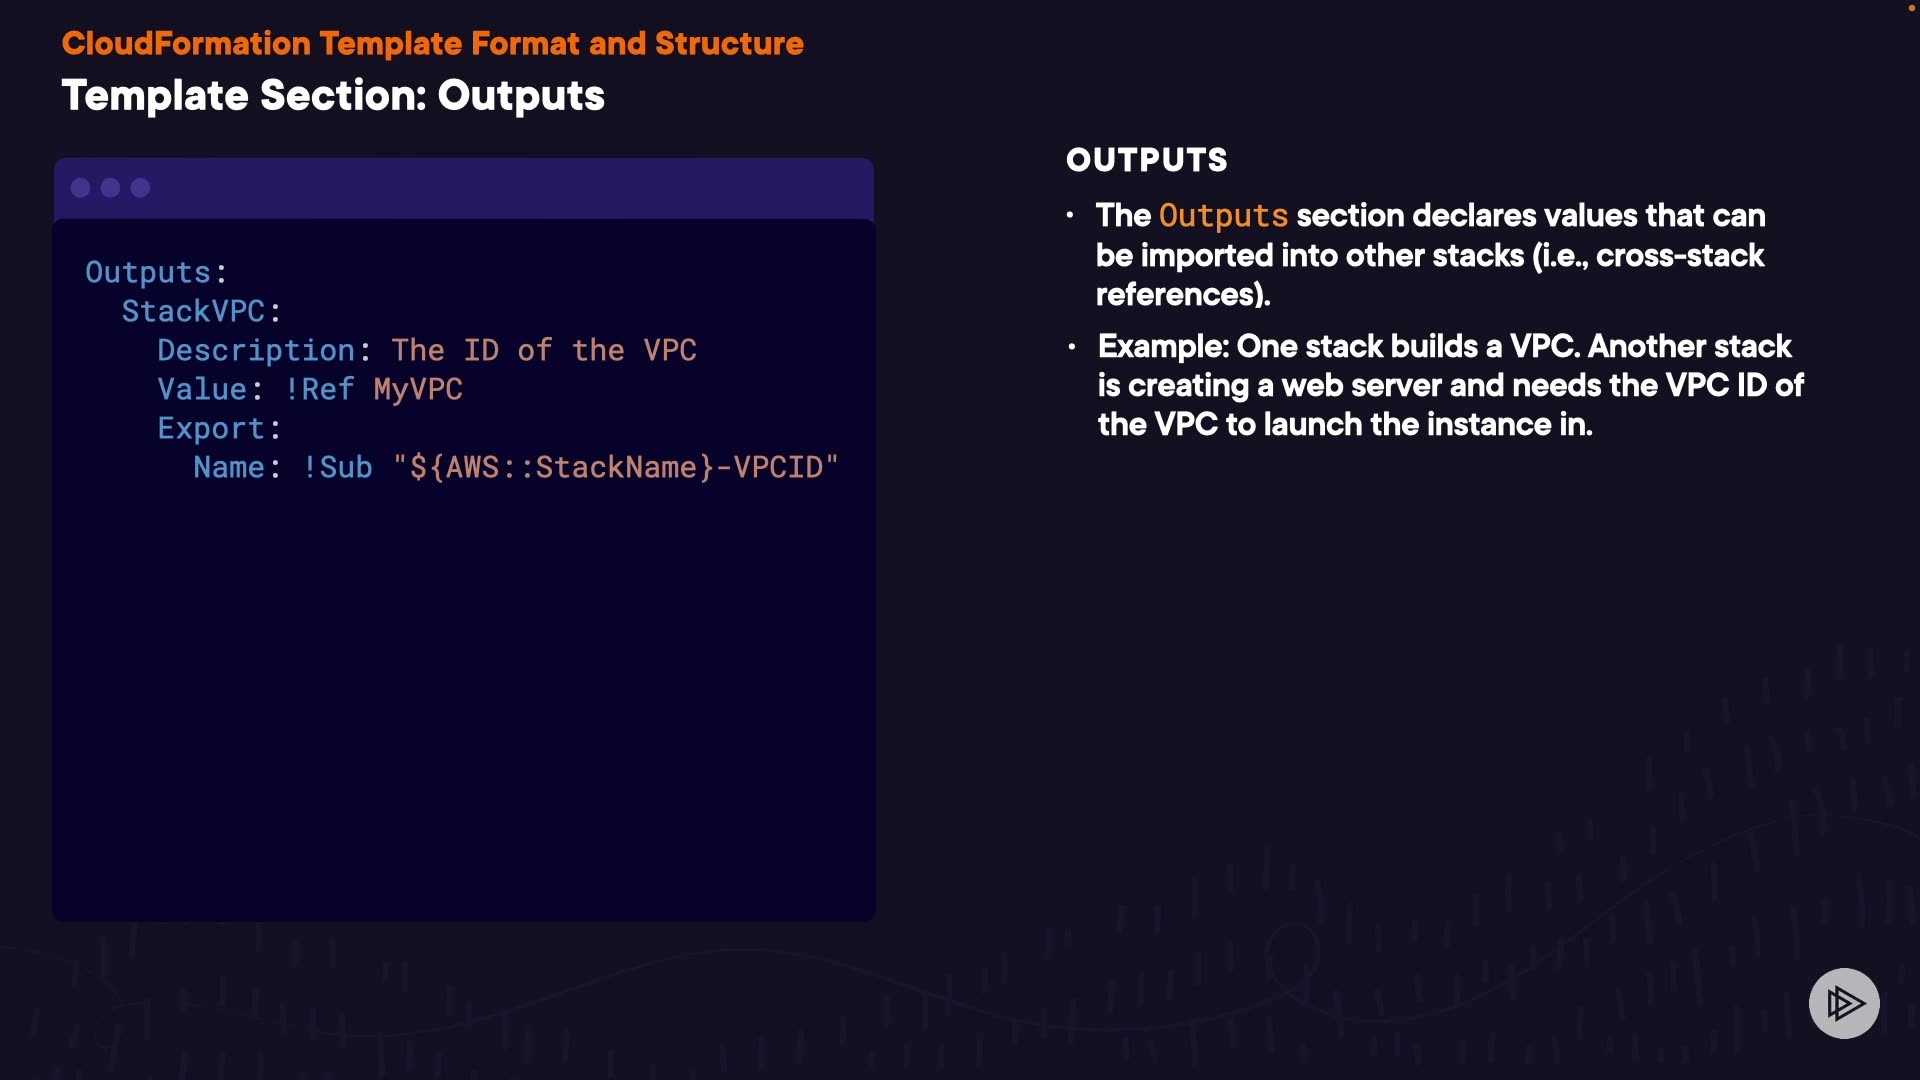 CloudFormation Template Format and Structure
Template Section: Outputs
Outputs:
  StackVPC:
    Description: The ID of the VPC
    Value: !Ref MyVPC
    Export:
      Name: !Sub "${AWS::StackName}-VPCID"
OUTPUTS
• The Outputs section declares values that can
be imported into other stacks (i.e., cross-stack
references).
• Example: One stack builds a VPC. Another stack
is creating a web server and needs the VPC ID of
the VPC to launch the instance in.